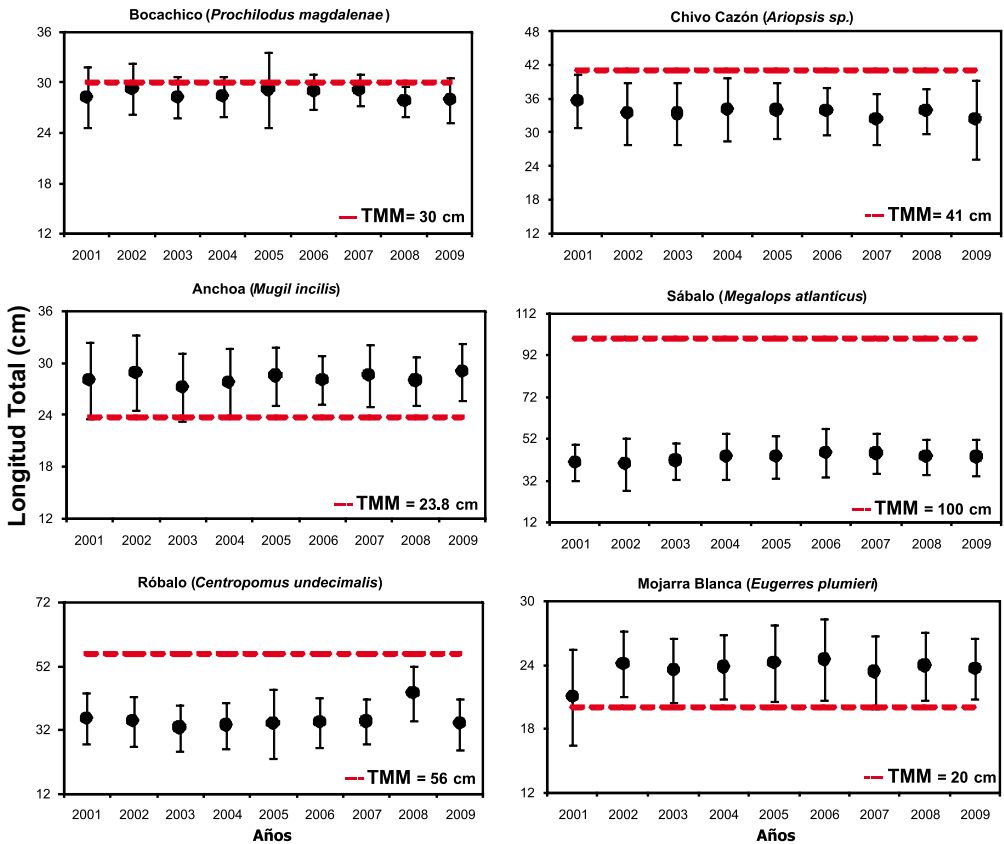 Bocachico (Prochilodus magdalenae)
36
30
24
18
12
TMM= 30 cm
2001 2002 2003 2004 2005 2006 2007 2008 2009
Chivo Cazón (Ariopsis sp.)
48
42
36
30
24
18
12
TMM= 41 cm
2001 2002 2003 2004 2005 2006 2007 2008 2009
Longitud Total (cm)
Anchoa (Mugil incilis)
36
30
24
18
12
TMM = 23.8 cm
2001 2002 2003 2004 2005 2006 2007 2008 2009
Sábalo (Megalops atlanticus)
112
92
72
52
32
12
TMM = 100 cm
2001 2002 2003 2004 2005 2006 2007 2008 2009
Róbalo (Centropomus undecimalis)
72
52
32
12
TMM = 56 cm
2001 2002 2003 2004 2005 2006 2007 2008 2009
Años
Mojarra Blanca (Eugerres plumieri)
30
24
18
12
TMM = 20 cm
2001 2002 2003 2004 2005 2006 2007 2008 2009
Años